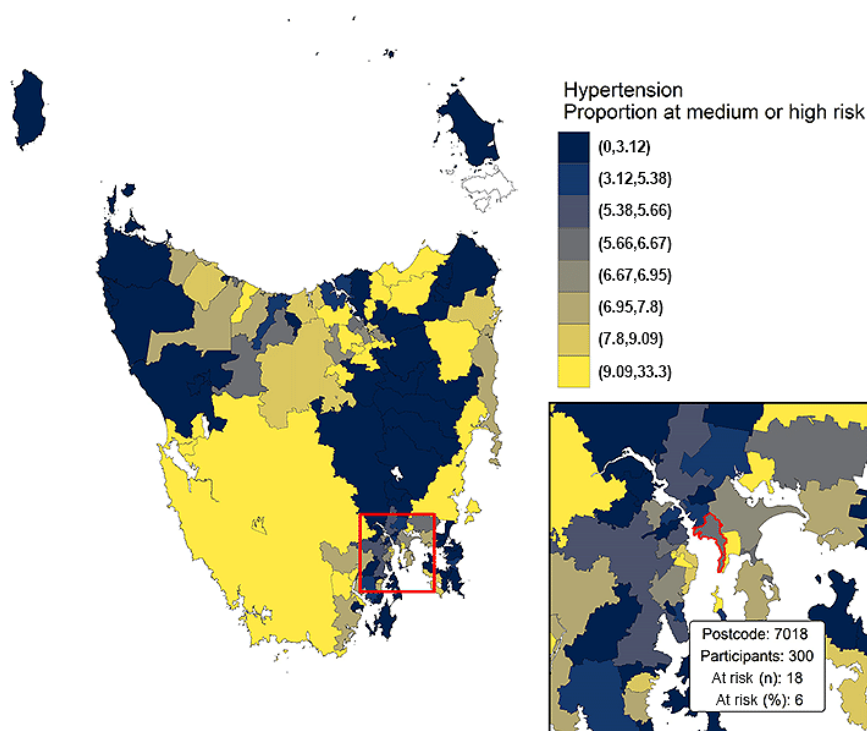 Hypertension
Proportion at medium or high risk
(0,3.12)
(3.12,5.38)
(5.38,5.66)
(5.66,6.67)
(6.67,6.95)
(6.95,7.8)
(7.8,9.09)
(9.09,33.3)
Postcode: 7018
Participants: 300
At risk (n): 18
At risk (%): 6